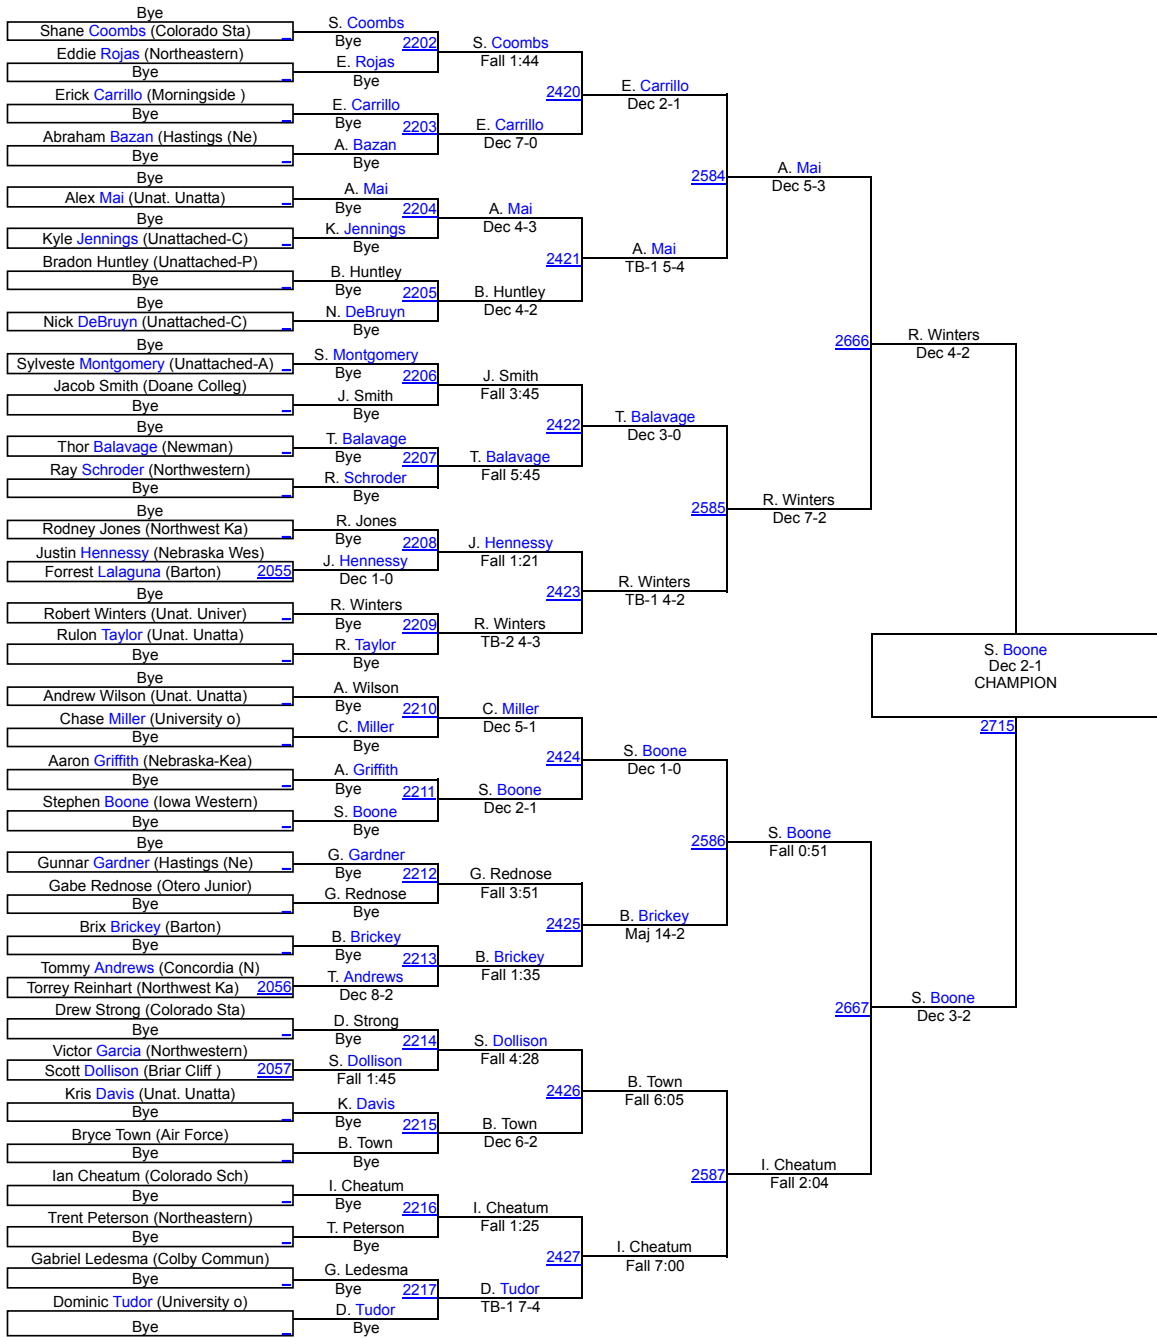 Bye
Shane Coombs (Colorado Sta)
Eddie Rojas (Northeastern)
Bye
Erick Carrillo (Morningside )
Bye
Abraham Bazan (Hastings (Ne)
Bye
Bye
Alex Mai (Unat. Unatta)
Bye
Kyle Jennings (Unattached-C)
Bradon Huntley (Unattached-P)
Bye
Bye
Nick DeBruyn (Unattached-C)
Bye
Sylveste Montgomery (Unattached-A)
Jacob Smith (Doane Colleg)
Bye
Bye
Thor Balavage (Newman)
Ray Schroder (Northwestern)
Bye
Bye
Rodney Jones (Northwest Ka)
Justin Hennessy (Nebraska Wes)
Forrest Lalaguna (Barton) 2055
Bye
Robert Winters (Unat. Univer)
Rulon Taylor (Unat. Unatta)
Bye
Bye
Andrew Wilson (Unat. Unatta)
Chase Miller (University o)
Bye
Aaron Griffith (Nebraska-Kea)
Bye
Stephen Boone (Iowa Western)
Bye
Bye
Gunnar Gardner (Hastings (Ne)
Gabe Rednose (Otero Junior)
Bye
Brix Brickey (Barton)
Bye
Tommy Andrews (Concordia (N)
Torrey Reinhart (Northwest Ka) 2056
Drew Strong (Colorado Sta)
Bye
Victor Garcia (Northwestern)
Scott Dollison (Briar Cliff ) 2057
Kris Davis (Unat. Unatta)
Bye
Bryce Town (Air Force)
Bye
Ian Cheatum (Colorado Sch)
Bye
Trent Peterson (Northeastern)
Bye
Gabriel Ledesma (Colby Commun)
Bye
Dominic Tudor (University o)
Bye
S. Coombs
Bye 2202
E. Rojas
Bye
E. Carrillo
Bye 2203
A. Bazan
Bye
A. Mai
Bye 2204
K. Jennings
Bye
B. Huntley
Bye 2205
N. DeBruyn
Bye
S. Montgomery
Bye 2206
J. Smith
Bye
T. Balavage
Bye 2207
R. Schroder
Bye
R. Jones
Bye 2208
J. Hennessy
Dec 1-0
R. Winters
Bye 2209
R. Taylor
Bye
A. Wilson
Bye 2210
C. Miller
Bye
A. Griffith
Bye 2211
S. Boone
Bye
G. Gardner
Bye 2212
G. Rednose
Bye
B. Brickey
Bye 2213
T. Andrews
Dec 8-2
D. Strong
Bye 2214
S. Dollison
Fall 1:45
K. Davis
Bye 2215
B. Town
Bye
I. Cheatum
Bye 2216
T. Peterson
Bye
G. Ledesma
Bye 2217
D. Tudor
Bye
S. Coombs
Fall 1:44
2420
E. Carrillo
Dec 7-0
A. Mai
Dec 4-3
2421
B. Huntley
Dec 4-2
J. Smith
Fall 3:45
2422
T. Balavage
Fall 5:45
J. Hennessy
Fall 1:21
2423
R. Winters
TB-2 4-3
C. Miller
Dec 5-1
2424
S. Boone
Dec 2-1
G. Rednose
Fall 3:51
2425
B. Brickey
Fall 1:35
S. Dollison
Fall 4:28
2426
B. Town
Dec 6-2
I. Cheatum
Fall 1:25
2427
D. Tudor
TB-1 7-4
E. Carrillo
Dec 2-1
2584
A. Mai
TB-1 5-4
T. Balavage
Dec 3-0
2585
R. Winters
TB-1 4-2
S. Boone
Dec 1-0
2586
B. Brickey
Maj 14-2
B. Town
Fall 6:05
2587
I. Cheatum
Fall 7:00
A. Mai
Dec 5-3
2666
R. Winters
Dec 7-2
S. Boone
Fall 0:51
2667
I. Cheatum
Fall 2:04
R. Winters
Dec 4-2
S. Boone
Dec 3-2
S. Boone
Dec 2-1
CHAMPION
2715